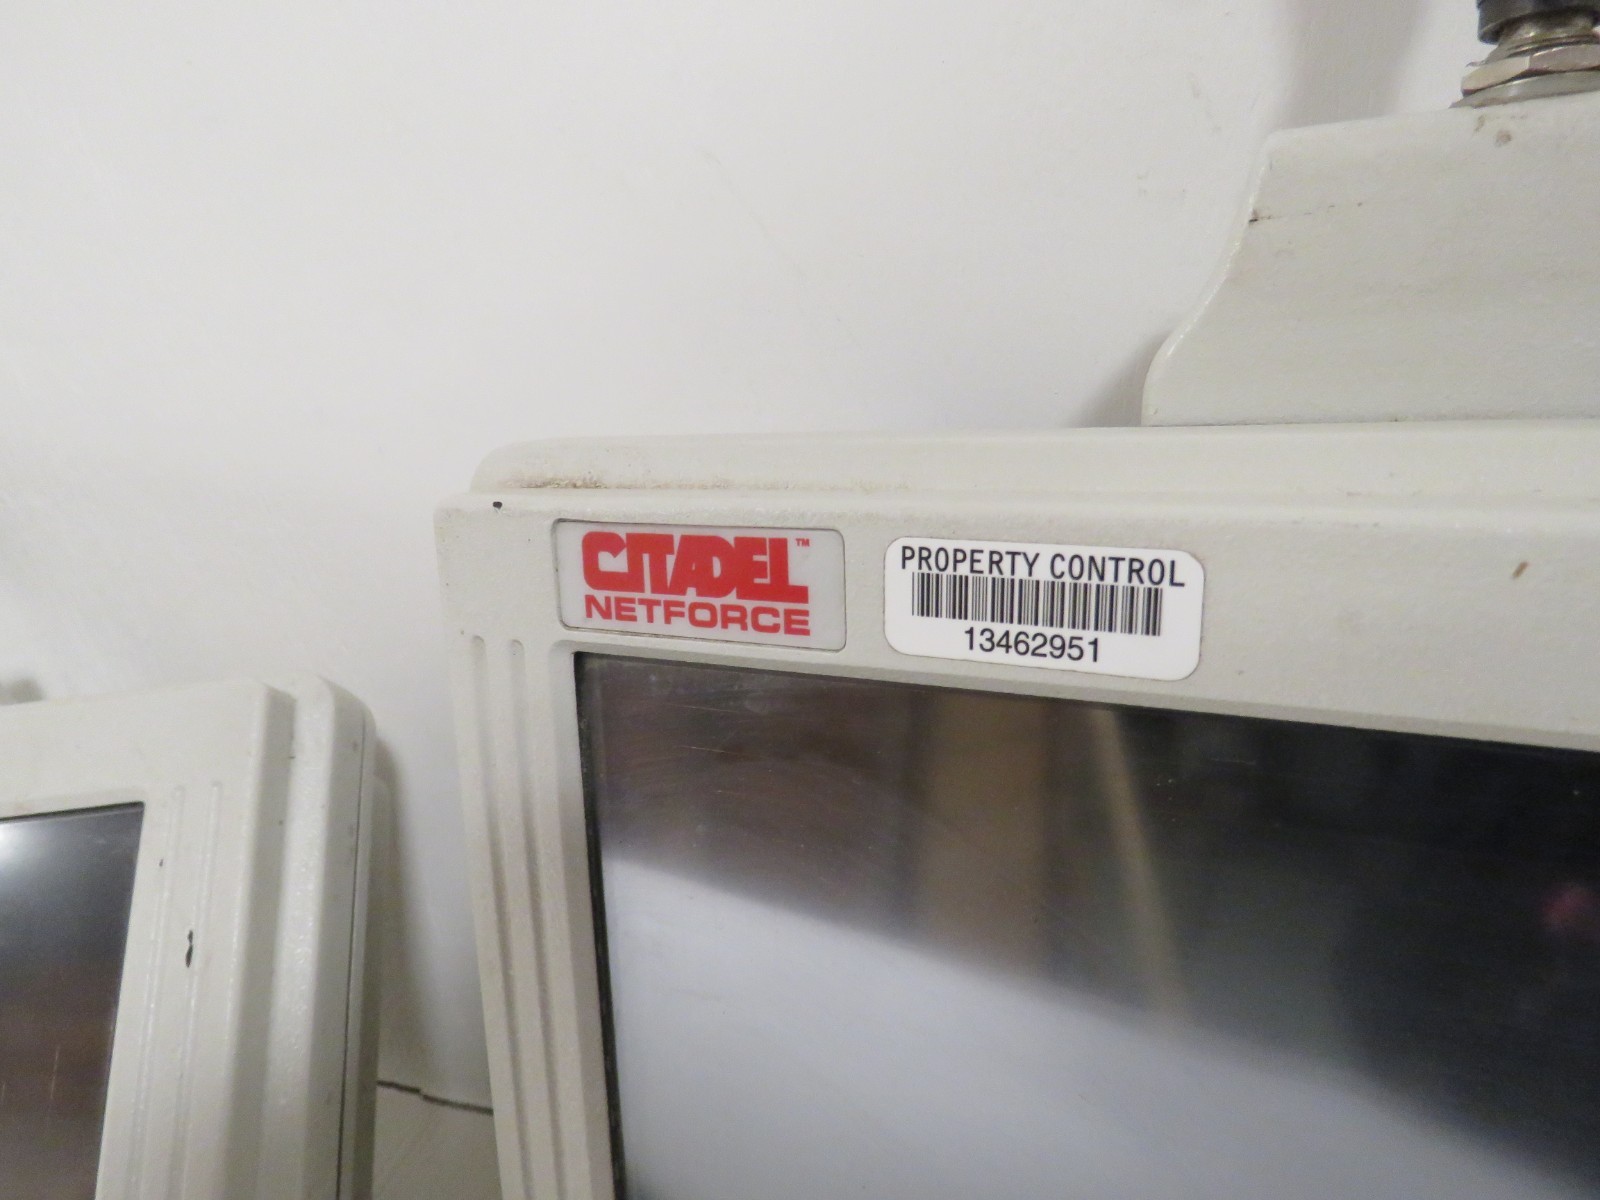 CITADEL™
NETFORCE
PROPERTY CONTROL
13462951